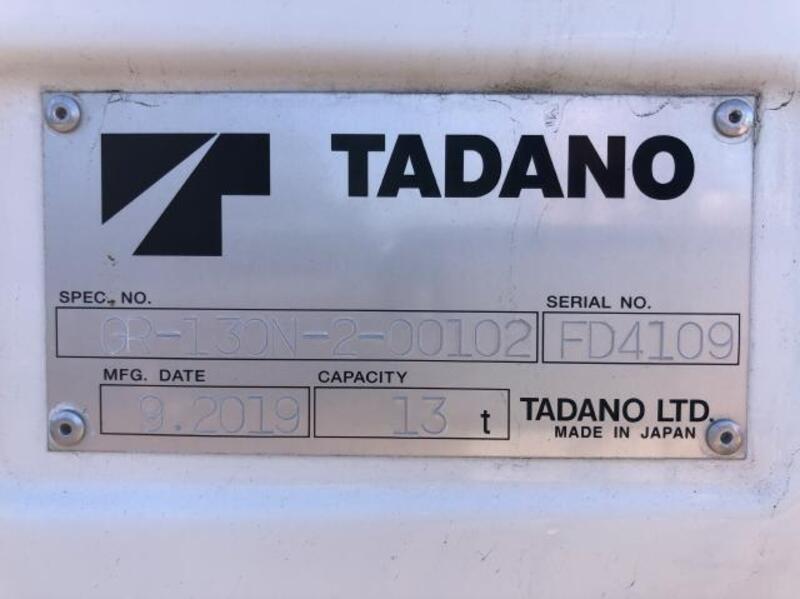 TADANO
SPEC. NO.
GR-130N-2-00102
SERIAL NO.
FD4109
MFG. DATE
9.2019
CAPACITY
13 t
TADANO LTD.
MADE IN JAPAN